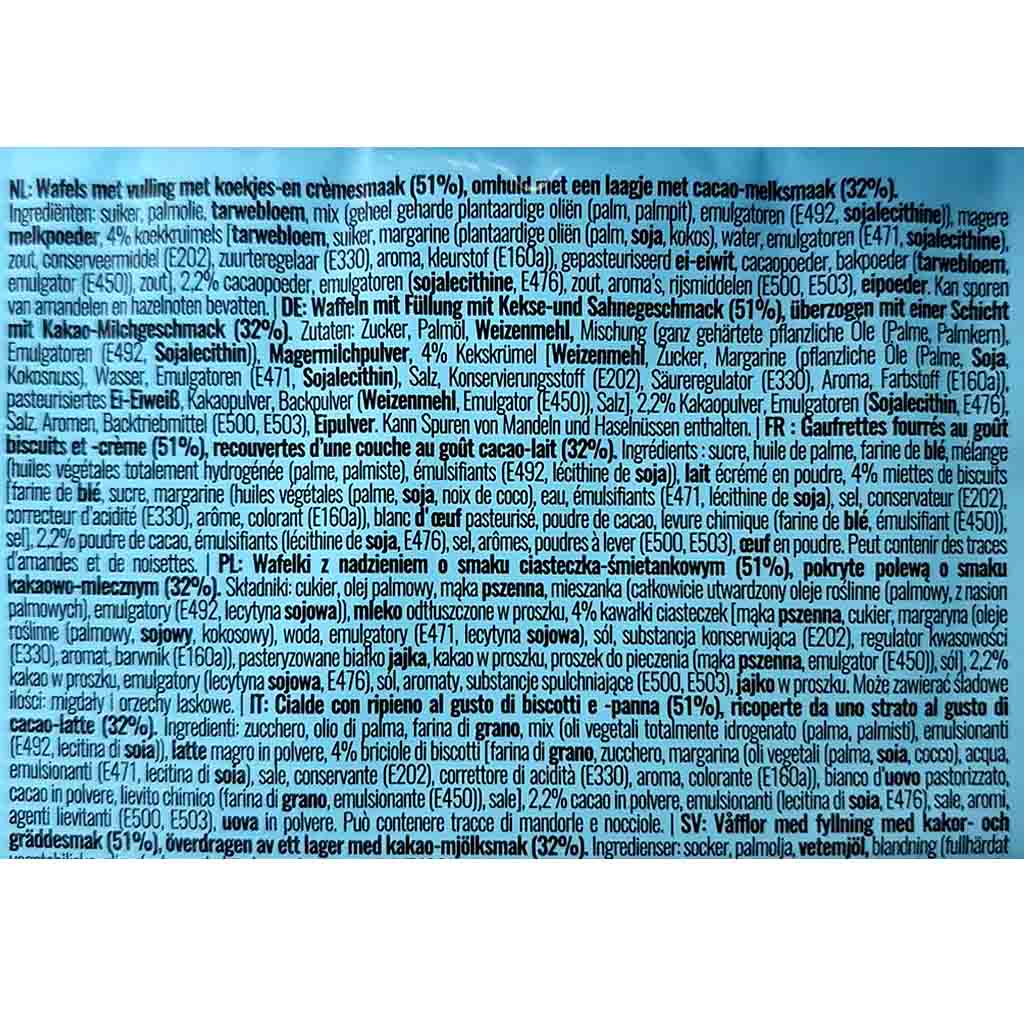 NL: Wafels met vulling met koekjes-en crèmesmaak (51%), omhuld met een laagje met cacao-melksmaak (32%).
Ingrediënten: suiker, palmolie, tarwebloem, mix (geheel geharde plantaardige oliën (palm, palmpit), emulgatoren (E492, sojalecithine)), magere
melkpoeder, 4% koekkruimels [tarwebloem, suiker, margarine (plantaardige oliën (palm, soja, kokos), water, emulgatoren (E471, sojalecithine),
zout, conserveermiddel (E202), zuurteregelaar (E330), aroma, kleurstof (E160a)), gepasteuriseerd ei-eiwit, cacaopoeder, bakpoeder (tarwebloem,
emulgator (E450)), zout], 2,2% cacaopoeder, emulgatoren (sojalecithine, E476), zout, aroma's, rijsmiddelen (E500, E503), eipoeder. Kan sporen
van amandelen en hazelnoten bevatten. | DE: Waffeln mit Füllung mit Kekse-und Sahnegeschmack (51%), überzogen mit einer Schicht
mit Kakao-Milchgeschmack (32%). Zutaten: Zucker, Palmöl, Weizenmehl, Mischung (ganz gehärtete pflanzliche Öle (Palme, Palmkern),
Emulgatoren (E492, Sojalecithin)), Magermilchpulver, 4% Kekskrümel [Weizenmehl, Zucker, Margarine (pflanzliche Öle (Palme, Soja,
Kokosnuss), Wasser, Emulgatoren (E471, Sojalecithin), Salz, Konservierungsstoff (E202), Säureregulator (E330), Aroma, Farbstoff (E160a)),
pasteurisiertes Ei-Eiweiß, Kakaopulver, Backpulver (Weizenmehl, Emulgator (E450)), Salz], 2,2% Kakaopulver, Emulgatoren (Sojalecithin, E476),
Salz, Aromen, Backtriebmittel (E500, E503), Eipulver. Kann Spuren von Mandeln und Haselnüssen enthalten. | FR : Gaufrettes fourrés au goût
biscuits et -crème (51%), recouvertes d'une couche au goût cacao-lait (32%). Ingrédients : sucre, huile de palme, farine de blé, mélange
(huiles végétales totalement hydrogénée (palme, palmiste), émulsifiants (E492, lécithine de soja)), lait écrémé en poudre, 4% miettes de biscuits
[farine de blé, sucre, margarine (huiles végétales (palme, soja, noix de coco), eau, émulsifiants (E471, lécithine de soja), sel, conservateur (E202),
correcteur d'acidité (E330), arôme, colorant (E160a)), blanc d'œuf pasteurisé, poudre de cacao, levure chimique (farine de blé, émulsifiant (E450)),
sel], 2,2% poudre de cacao, émulsifiants (lécithine de soja, E476), sel, arômes, poudres à lever (E500, E503), œuf en poudre. Peut contenir des traces
d'amandes et de noisettes. | PL: Wafelki z nadzieniem o smaku ciasteczka-śmietankowym (51%), pokryte polewą o smaku
kakaowo-mlecznym (32%). Składniki: cukier, olej palmowy, mąka pszenna, mieszanka (całkowicie utwardzony oleje roślinne (palmowy, z nasion
palmowych), emulgatory (E492, lecytyna sojowa)), mleko odtłuszczone w proszku, 4% kawałki ciasteczek [mąka pszenna, cukier, margaryna (oleje
roślinne (palmowy, sojowy, kokosowy), woda, emulgatory (E471, lecytyna sojowa), sól, substancja konserwująca (E202), regulator kwasowości
(E330), aromat, barwnik (E160a)), pasteryzowane białko jajka, kakao w proszku, proszek do pieczenia (mąka pszenna, emulgator (E450)), sól], 2,2%
kakao w proszku, emulgatory (lecytyna sojowa, E476), sól, aromaty, substancje spulchniające (E500, E503), jajko w proszku. Może zawierać śladowe
ilości: migdały i orzechy laskowe. | IT: Cialde con ripieno al gusto di biscotti e -panna (51%), ricoperte da uno strato al gusto di
cacao-latte (32%). Ingredienti: zucchero, olio di palma, farina di grano, mix (oli vegetali totalmente idrogenato (palma, palmisti), emulsionanti
(E492, lecitina di soia)), latte magro in polvere, 4% briciole di biscotti [farina di grano, zucchero, margarina (oli vegetali (palma, soia, cocco), acqua,
emulsionanti (E471, lecitina di soia), sale, conservante (E202), correttore di acidità (E330), aroma, colorante (E160a)), bianco d'uovo pastorizzato,
cacao in polvere, lievito chimico (farina di grano, emulsionante (E450)), sale], 2,2% cacao in polvere, emulsionanti (lecitina di soia, E476), sale, aromi,
agenti lievitanti (E500, E503), uova in polvere. Può contenere tracce di mandorle e nocciole. | SV: Våfflor med fyllning med kakor- och
gräddesmak (51%), överdragen av ett lager med kakao-mjölksmak (32%). Ingredienser: socker, palmolja, vetemjöl, blandning (fullhärdat